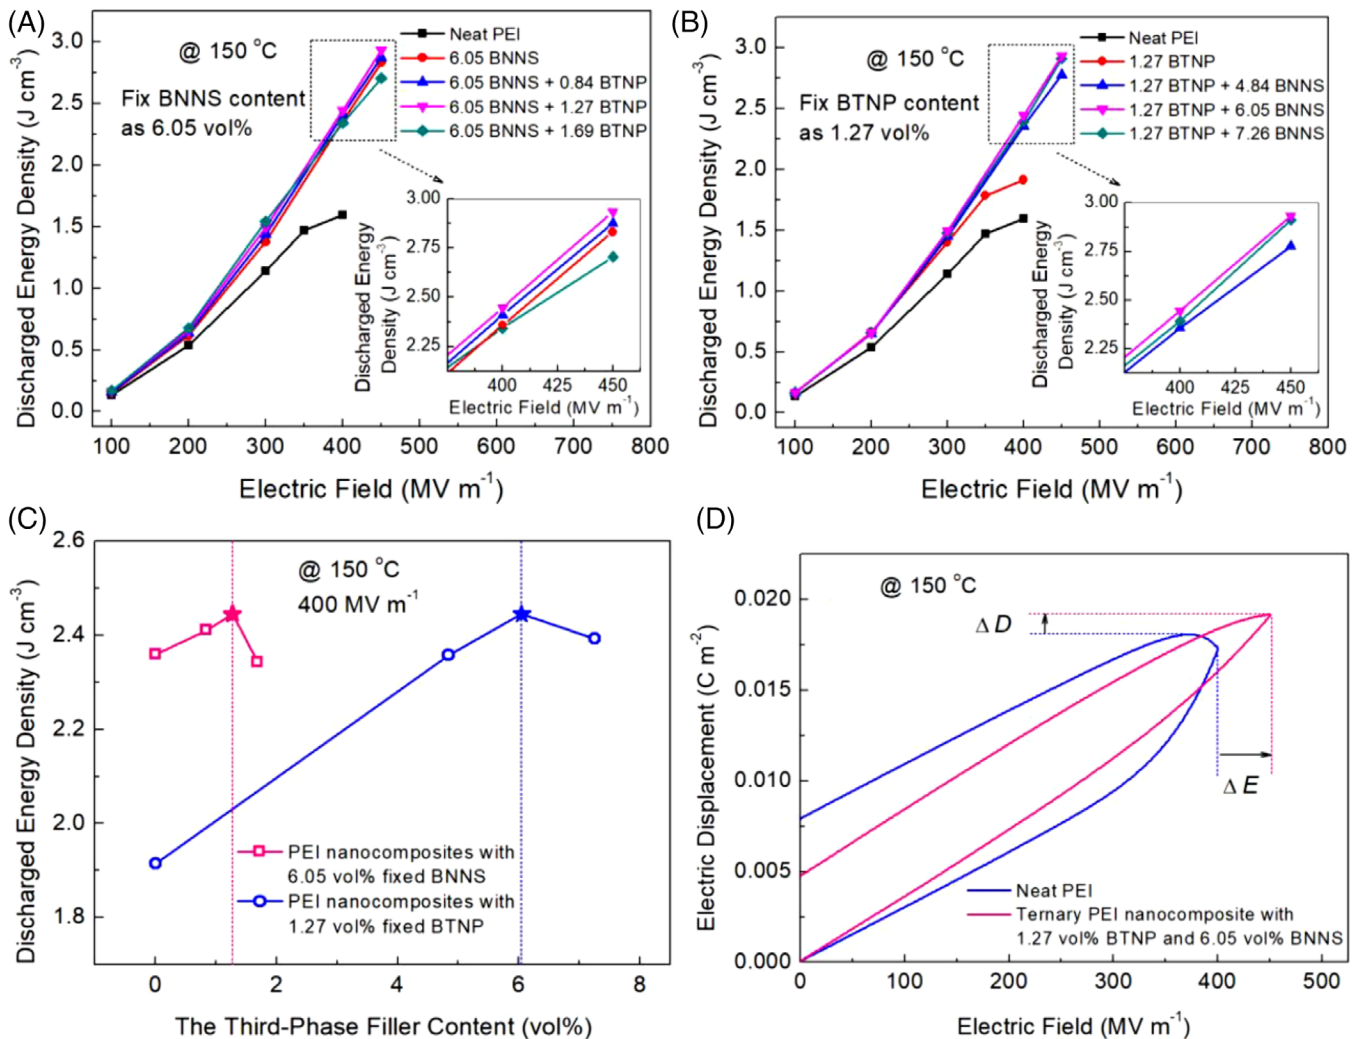 (A)
@ 150 °C
Fix BNNS content
as 6.05 vol%
Neat PEI
6.05 BNNS
6.05 BNNS + 0.84 BTNP
6.05 BNNS + 1.27 BTNP
6.05 BNNS + 1.69 BTNP
Discharged Energy Density (J cm⁻³)
3.0
2.5
2.0
1.5
1.0
0.5
0.0
100 200 300 400 500 600 700 800
Electric Field (MV m⁻¹)
Discharged Energy
Density (J cm⁻³)
3.00
2.75
2.50
2.25
400 425 450
Electric Field (MV m⁻¹)
(B)
@ 150 °C
Fix BTNP content
as 1.27 vol%
Neat PEI
1.27 BTNP
1.27 BTNP + 4.84 BNNS
1.27 BTNP + 6.05 BNNS
1.27 BTNP + 7.26 BNNS
Discharged Energy Density (J cm⁻³)
3.0
2.5
2.0
1.5
1.0
0.5
0.0
100 200 300 400 500 600 700 800
Electric Field (MV m⁻¹)
Discharged Energy
Density (J cm⁻³)
3.00
2.75
2.50
2.25
400 425 450
Electric Field (MV m⁻¹)
(C)
@ 150 °C
400 MV m⁻¹
Discharged Energy Density (J cm⁻³)
2.6
2.4
2.2
2.0
1.8
PEI nanocomposites with
6.05 vol% fixed BNNS
PEI nanocomposites with
1.27 vol% fixed BTNP
0 2 4 6 8
The Third-Phase Filler Content (vol%)
(D)
@ 150 °C
Δ D
Δ E
Electric Displacement (C m⁻²)
0.020
0.015
0.010
0.005
0.000
Neat PEI
Ternary PEI nanocomposite with
1.27 vol% BTNP and 6.05 vol% BNNS
0 100 200 300 400 500
Electric Field (MV m⁻¹)